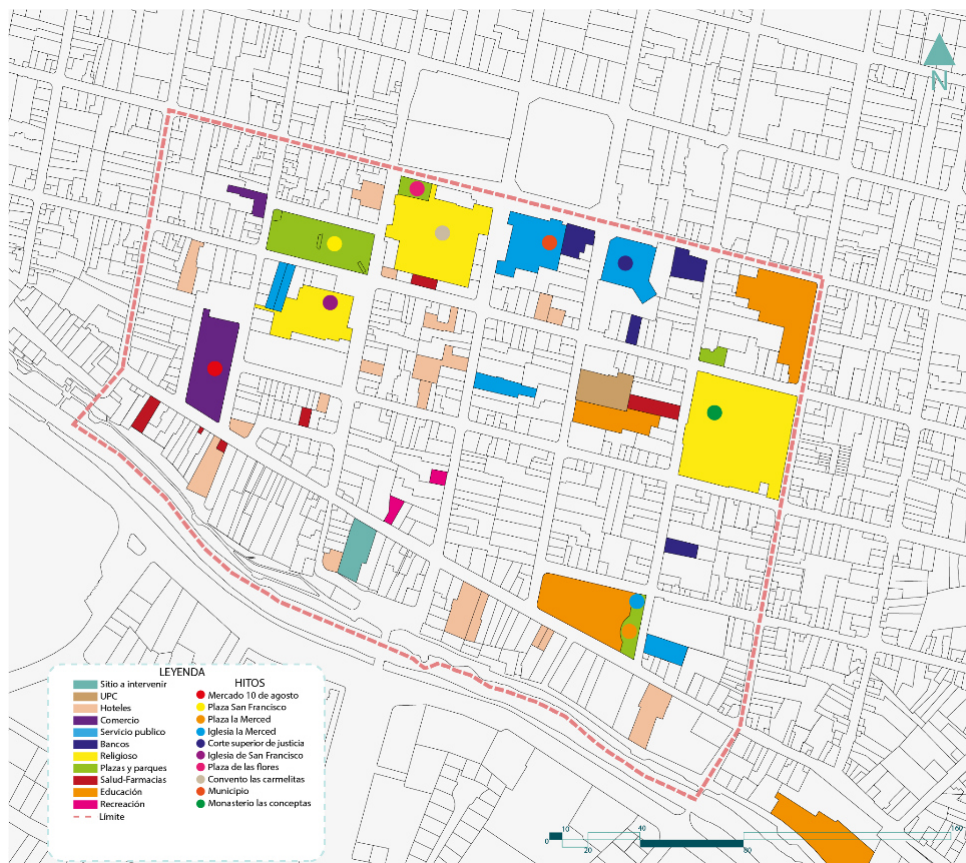 N
LEYENDA
Sitio a intervenir
UPC
Hoteles
Comercio
Servicio publico
Bancos
Religioso
Plazas y parques
Salud-Farmacias
Educación
Recreación
Límite
HITOS
Mercado 10 de agosto
Plaza San Francisco
Plaza la Merced
Iglesia la Merced
Corte superior de justicia
Iglesia de San Francisco
Plaza de las flores
Convento las carmelitas
Municipio
Monasterio las conceptas
10 40 160
20 80